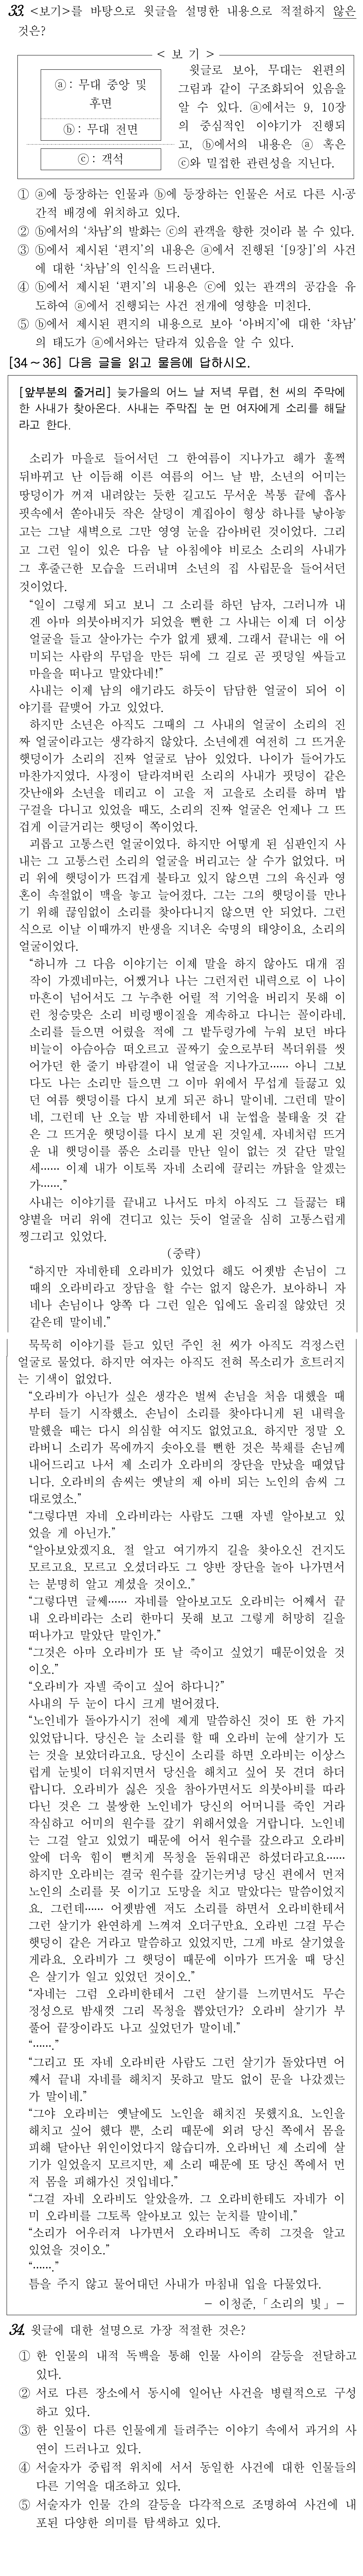 33. <보기>를 바탕으로 윗글을 설명한 내용으로 적절하지 않은
것은?
< 보 기 >
ⓐ : 무대 중앙 및
후면
ⓑ : 무대 전면
ⓒ : 객석
윗글로 보아, 무대는 왼편의
그림과 같이 구조화되어 있음을
알 수 있다. ⓐ에서는 9, 10장
의 중심적인 이야기가 진행되
고, ⓑ에서의 내용은 ⓐ 혹은
ⓒ와 밀접한 관련성을 지닌다.
① ⓐ에 등장하는 인물과 ⓑ에 등장하는 인물은 서로 다른 시·공
간적 배경에 위치하고 있다.
② ⓑ에서의 '차남'의 발화는 ⓒ의 관객을 향한 것이라 볼 수 있다.
③ ⓑ에서 제시된 '편지'의 내용은 ⓐ에서 진행된 '[9장]'의 사건
에 대한 '차남'의 인식을 드러낸다.
④ ⓑ에서 제시된 '편지'의 내용은 ⓒ에 있는 관객의 공감을 유
도하여 ⓐ에서 진행되는 사건 전개에 영향을 미친다.
⑤ ⓑ에서 제시된 편지의 내용으로 보아 '아버지'에 대한 '차남'
의 태도가 ⓐ에서와는 달라져 있음을 알 수 있다.
[34~36] 다음 글을 읽고 물음에 답하시오.
[앞부분의 줄거리] 늦가을의 어느 날 저녁 무렵, 천 씨의 주막에
한 사내가 찾아온다. 사내는 주막집 눈 먼 여자에게 소리를 해달
라고 한다.
소리가 마을로 들어서던 그 한여름이 지나가고 해가 훌쩍
뒤바뀌고 난 이듬해 이른 여름의 어느 날 밤, 소년의 어미는
땅덩이가 꺼져 내려앉는 듯한 길고도 무서운 복통 끝에 흡사
핏속에서 쏟아내듯 작은 살덩이 계집아이 형상 하나를 낳아놓
고는 그날 새벽으로 그만 영영 눈을 감아버린 것이었다. 그리
고 그런 일이 있은 다음 날 아침에야 비로소 소리의 사내가
그 후줄근한 모습을 드러내며 소년의 집 사립문을 들어서던
것이었다.
"일이 그렇게 되고 보니 그 소리를 하던 남자, 그러니까 내
겐 아마 의붓아버지가 되었을 뻔한 그 사내는 이제 더 이상
얼굴을 들고 살아가는 수가 없게 됐제. 그래서 끝내는 애 어
미되는 사람의 무덤을 만든 뒤에 그 길로 곧 핏덩일 싸들고
마을을 떠나고 말았다네!"
사내는 이제 남의 얘기라도 하듯이 담담한 얼굴이 되어 이
야기를 끝맺어 가고 있었다.
하지만 소년은 아직도 그때의 그 사내의 얼굴이 소리의 진
짜 얼굴이라고는 생각하지 않았다. 소년에겐 여전히 그 뜨거운
햇덩이가 소리의 진짜 얼굴로 남아 있었다. 나이가 들어가도
마찬가지였다. 사정이 달라져버린 소리의 사내가 핏덩이 같은
갓난애와 소년을 데리고 이 고을 저 고을로 소리를 하며 밥
구걸을 다니고 있었을 때도, 소리의 진짜 얼굴은 언제나 그 뜨
겁게 이글거리는 햇덩이 쪽이었다.
괴롭고 고통스런 얼굴이었다. 하지만 어떻게 된 심판인지 사
내는 그 고통스런 소리의 얼굴을 버리고는 살 수가 없었다. 머
리 위에 햇덩이가 뜨겁게 불타고 있지 않으면 그의 육신과 영
혼이 속절없이 맥을 놓고 늘어졌다. 그는 그의 햇덩이를 만나
기 위해 끊임없이 소리를 찾아다니지 않으면 안 되었다. 그런
식으로 이날 이때까지 반생을 지녀온 숙명의 태양이요, 소리의
얼굴이었다.
"하니까 그 다음 이야기는 이제 말을 하지 않아도 대개 짐
작이 가겠네마는, 어쨌거나 나는 그런저런 내력으로 이 나이
마흔이 넘어서도 그 누추한 어릴 적 기억을 버리지 못해 이
런 청승맞은 소리 비렁뱅이질을 계속하고 다니는 꼴이라네.
소리를 들으면 어렸을 적에 그 밭두렁가에 누워 보던 바다
비늘이 아슴아슴 떠오르고 골짜기 숲으로부터 복더위를 씻
어가던 한 줄기 바람결이 내 얼굴을 지나가고…… 아니 그보
다도 나는 소리만 들으면 그 이마 위에서 무섭게 들끓고 있
던 여름 햇덩이를 다시 보게 되곤 하니 말이네. 그런데 말이
네. 그런데 난 오늘 밤 자네한테서 내 눈썹을 불태울 것 같
은 그 뜨거운 햇덩이를 다시 보게 된 것일세. 자네처럼 뜨거
운 내 햇덩이를 품은 소리를 만난 일이 없는 것 같단 말일
세…… 이제 내가 이토록 자네 소리에 끌리는 까닭을 알겠는
가……."
사내는 이야기를 끝내고 나서도 마치 아직도 그 들끓는 태
양볕을 머리 위에 견디고 있는 듯이 얼굴을 심히 고통스럽게
찡그리고 있었다.
(중략)
"하지만 자네한테 오라비가 있었다 해도 어젯밤 손님이 그
때의 오라비라고 장담을 할 수는 없지 않은가. 보아하니 자
네나 손님이나 양쪽 다 그런 일은 입에도 올리질 않았던 것
같은데 말이네."
묵묵히 이야기를 듣고 있던 주인 천 씨가 아직도 걱정스런
얼굴로 물었다. 하지만 여자는 아직도 전혀 목소리가 흐트러지
는 기색이 없었다.
"오라비가 아닌가 싶은 생각은 벌써 손님을 처음 대했을 때
부터 들기 시작했소. 손님이 소리를 찾아다니게 된 내력을
말했을 때는 다시 의심할 여지도 없었고요. 하지만 정말 오
라버니 소리가 목에까지 솟아오를 뻔한 것은 북채를 손님께
내어드리고 나서 제 소리가 오라비의 장단을 만났을 때였답
니다. 오라비의 솜씨는 옛날의 제 아비 되는 노인의 솜씨 그
대로였소."
"그렇다면 자네 오라비라는 사람도 그땐 자넬 알아보고 있
었을 게 아닌가."
"알아보았겠지요. 절 알고 여기까지 길을 찾아오신 건지도
모르고요. 모르고 오셨더라도 그 양반 장단을 놀아 나가면서
는 분명히 알고 계셨을 것이오."
"그렇다면 글쎄…… 자네를 알아보고도 오라비는 어째서 끝
내 오라비라는 소리 한마디 못해 보고 그렇게 허망히 길을
떠나가고 말았단 말인가."
"그것은 아마 오라비가 또 날 죽이고 싶었기 때문이었을 것
이오."
"오라비가 자넬 죽이고 싶어 하다니?"
사내의 두 눈이 다시 크게 벌어졌다.
"노인네가 돌아가시기 전에 제게 말씀하신 것이 또 한 가지
있었답니다. 당신은 늘 소리를 할 때 오라비 눈에 살기가 도
는 것을 보았더라고요. 당신이 소리를 하면 오라비는 이상스
럽게 눈빛이 더워지면서 당신을 해치고 싶어 못 견뎌 하더
랍니다. 오라비가 싫은 짓을 참아가면서도 의붓아비를 따라
다닌 것은 그 불쌍한 노인네가 당신의 어머니를 죽인 거라
작심하고 어미의 원수를 갚기 위해서였을 거랍니다. 노인네
는 그걸 알고 있었기 때문에 어서 원수를 갚으라고 오라비
앞에 더욱 힘이 뻗치게 목청을 돋워대곤 하셨더라고요……
하지만 오라비는 결국 원수를 갚기는커녕 당신 편에서 먼저
노인의 소리를 못 이기고 도망을 치고 말았다는 말씀이었지
요. 그런데…… 어젯밤엔 저도 소리를 하면서 오라비한테서
그런 살기가 완연하게 느껴져 오더구만요. 오라빈 그걸 무슨
햇덩이 같은 거라고 말씀하고 있었지만, 그게 바로 살기였을
게라요. 오라비가 그 햇덩이 때문에 이마가 뜨거울 때 당신
은 살기가 일고 있었던 것이오."
"자네는 그럼 오라비한테서 그런 살기를 느끼면서도 무슨
정성으로 밤새껏 그리 목청을 뽑았던가? 오라비 살기가 부
풀어 끝장이라도 나고 싶었던가 말이네."
"……."
"그리고 또 자네 오라비란 사람도 그런 살기가 돌았다면 어
째서 끝내 자네를 해치지 못하고 말도 없이 문을 나갔겠는
가 말이네."
"그야 오라비는 옛날에도 노인을 해치진 못했지요. 노인을
해치고 싶어 했다 뿐, 소리 때문에 외려 당신 쪽에서 몸을
피해 달아난 위인이었다지 않습디까. 오라버닌 제 소리에 살
기가 일었을지 모르지만, 제 소리 때문에 또 당신 쪽에서 먼
저 몸을 피해가신 것입네다."
"그걸 자네 오라비도 알았을까. 그 오라비한테도 자네가 이
미 오라비를 그토록 알아보고 있는 눈치를 말이네."
"소리가 어우러져 나가면서 오라버니도 족히 그것을 알고
있었을 것이오."
"……."
틈을 주지 않고 물어대던 사내가 마침내 입을 다물었다.
- 이청준, 「소리의 빛」-
34. 윗글에 대한 설명으로 가장 적절한 것은?
① 한 인물의 내적 독백을 통해 인물 사이의 갈등을 전달하고
있다.
② 서로 다른 장소에서 동시에 일어난 사건을 병렬적으로 구성
하고 있다.
③ 한 인물이 다른 인물에게 들려주는 이야기 속에서 과거의 사
연이 드러나고 있다.
④ 서술자가 중립적 위치에 서서 동일한 사건에 대한 인물들의
다른 기억을 대조하고 있다.
⑤ 서술자가 인물 간의 갈등을 다각적으로 조명하여 사건에 내
포된 다양한 의미를 탐색하고 있다.